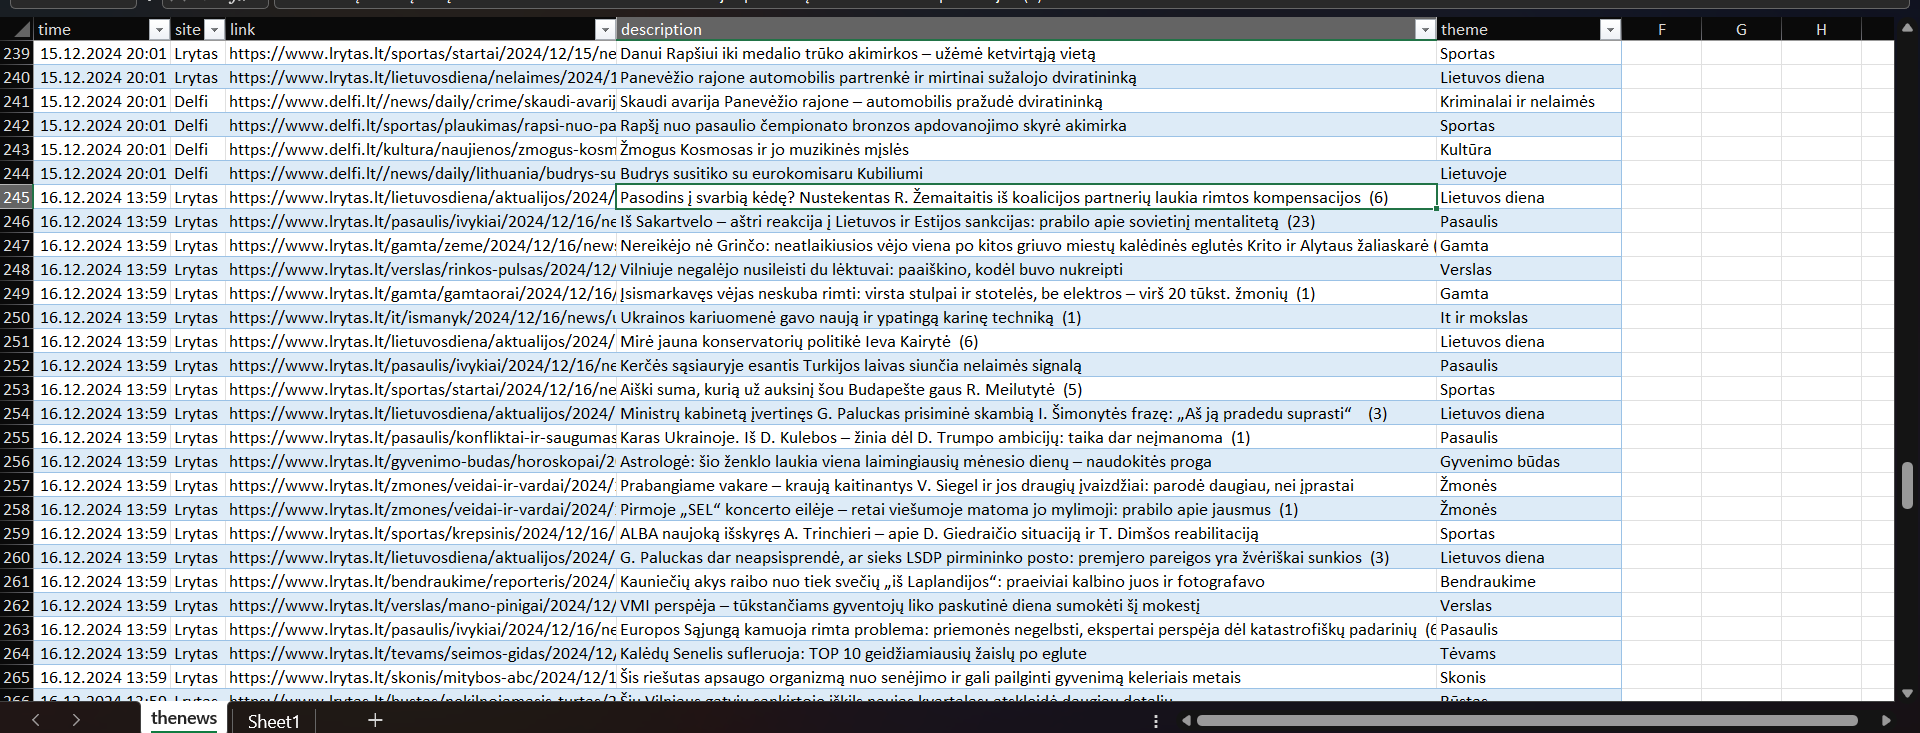 time site link description theme F G H
239 15.12.2024 20:01 Lrytas https://www.lrytas.lt/sportas/startai/2024/12/15/ne Danui Rapšiui iki medalio trūko akimirkos – užėmė ketvirtąją vietą Sportas
240 15.12.2024 20:01 Lrytas https://www.lrytas.lt/lietuvosdiena/nelaimes/2024/1 Panevėžio rajone automobilis partrenkė ir mirtinai sužalojo dviratininką Lietuvos diena
241 15.12.2024 20:01 Delfi https://www.delfi.lt//news/daily/crime/skaudi-avarij Skaudi avarija Panevėžio rajone – automobilis pražudė dviratininką Kriminalai ir nelaimės
242 15.12.2024 20:01 Delfi https://www.delfi.lt/sportas/plaukimas/rapsi-nuo-pa Rapšį nuo pasaulio čempionato bronzos apdovanojimo skyrė akimirka Sportas
243 15.12.2024 20:01 Delfi https://www.delfi.lt/kultura/naujienos/zmogus-kosm Žmogus Kosmosas ir jo muzikinės mįslės Kultūra
244 15.12.2024 20:01 Delfi https://www.delfi.lt//news/daily/lithuania/budrys-su Budrys susitiko su eurokomisaru Kubiliumi Lietuvoje
245 16.12.2024 13:59 Lrytas https://www.lrytas.lt/lietuvosdiena/aktualijos/2024/ Pasodins į svarbią kėdę? Nustekentas R. Žemaitaitis iš koalicijos partnerių laukia rimtos kompensacijos (6) Lietuvos diena
246 16.12.2024 13:59 Lrytas https://www.lrytas.lt/pasaulis/ivykiai/2024/12/16/ne Iš Sakartvelo – aštri reakcija į Lietuvos ir Estijos sankcijas: prabilo apie sovietinį mentalitetą (23) Pasaulis
247 16.12.2024 13:59 Lrytas https://www.lrytas.lt/gamta/zeme/2024/12/16/news Nereikėjo nė Grinčo: neatlaikiusios vėjo viena po kitos griuvo miestų kalėdinės eglutės Krito ir Alytaus žaliaskarė ( Gamta
248 16.12.2024 13:59 Lrytas https://www.lrytas.lt/verslas/rinkos-pulsas/2024/12/ Vilniuje negalėjo nusileisti du lėktuvai: paaiškino, kodėl buvo nukreipti Verslas
249 16.12.2024 13:59 Lrytas https://www.lrytas.lt/gamta/gamtaorai/2024/12/16/ Įsismarkavęs vėjas neskuba rimti: virsta stulpai ir stotelės, be elektros – virš 20 tūkst. žmonių (1) Gamta
250 16.12.2024 13:59 Lrytas https://www.lrytas.lt/it/ismanyk/2024/12/16/news/u Ukrainos kariuomenė gavo naują ir ypatingą karinę techniką (1) It ir mokslas
251 16.12.2024 13:59 Lrytas https://www.lrytas.lt/lietuvosdiena/aktualijos/2024/ Mirė jauna konservatorių politikė Ieva Kairytė (6) Lietuvos diena
252 16.12.2024 13:59 Lrytas https://www.lrytas.lt/pasaulis/ivykiai/2024/12/16/ne Kerčės sąsiauryje esantis Turkijos laivas siunčia nelaimės signalą Pasaulis
253 16.12.2024 13:59 Lrytas https://www.lrytas.lt/sportas/startai/2024/12/16/ne Aiški suma, kurią už auksinį šou Budapešte gaus R. Meilutytė (5) Sportas
254 16.12.2024 13:59 Lrytas https://www.lrytas.lt/lietuvosdiena/aktualijos/2024/ Ministrų kabinetą įvertinęs G. Paluckas prisiminė skambią I. Šimonytės frazę: „Aš ją pradedu suprasti“ (3) Lietuvos diena
255 16.12.2024 13:59 Lrytas https://www.lrytas.lt/pasaulis/konfliktai-ir-saugumas Karas Ukrainoje. Iš D. Kulebos – žinia dėl D. Trumpo ambicijų: taika dar neįmanoma (1) Pasaulis
256 16.12.2024 13:59 Lrytas https://www.lrytas.lt/gyvenimo-budas/horoskopai/2 Astrologė: šio ženklo laukia viena laimingiausių mėnesio dienų – naudokitės proga Gyvenimo būdas
257 16.12.2024 13:59 Lrytas https://www.lrytas.lt/zmones/veidai-ir-vardai/2024/ Prabangiame vakare – kraują kaitinantys V. Siegel ir jos draugių įvaizdžiai: parodė daugiau, nei įprastai Žmonės
258 16.12.2024 13:59 Lrytas https://www.lrytas.lt/zmones/veidai-ir-vardai/2024/ Pirmoje „SEL“ koncerto eilėje – retai viešumoje matoma jo mylimoji: prabilo apie jausmus (1) Žmonės
259 16.12.2024 13:59 Lrytas https://www.lrytas.lt/sportas/krepsinis/2024/12/16/ ALBA naujoką išskyręs A. Trinchieri – apie D. Giedraičio situaciją ir T. Dimšos reabilitaciją Sportas
260 16.12.2024 13:59 Lrytas https://www.lrytas.lt/lietuvosdiena/aktualijos/2024/ G. Paluckas dar neapsisprendė, ar sieks LSDP pirmininko posto: premjero pareigos yra žvėriškai sunkios (3) Lietuvos diena
261 16.12.2024 13:59 Lrytas https://www.lrytas.lt/bendraukime/reporteris/2024/ Kauniečių akys raibo nuo tiek svečių „iš Laplandijos“: praeiviai kalbino juos ir fotografavo Bendraukime
262 16.12.2024 13:59 Lrytas https://www.lrytas.lt/verslas/mano-pinigai/2024/12/ VMI perspėja – tūkstančiams gyventojų liko paskutinė diena sumokėti šį mokestį Verslas
263 16.12.2024 13:59 Lrytas https://www.lrytas.lt/pasaulis/ivykiai/2024/12/16/ne Europos Sąjungą kamuoja rimta problema: priemonės negelbsti, ekspertai perspėja dėl katastrofiškų padarinių (6 Pasaulis
264 16.12.2024 13:59 Lrytas https://www.lrytas.lt/tevams/seimos-gidas/2024/12/ Kalėdų Senelis sufleruoja: TOP 10 geidžiamiausių žaislų po eglute Tėvams
265 16.12.2024 13:59 Lrytas https://www.lrytas.lt/skonis/mitybos-abc/2024/12/1 Šis riešutas apsaugo organizmą nuo senėjimo ir gali pailginti gyvenimą keleriais metais Skonis
thenews Sheet1